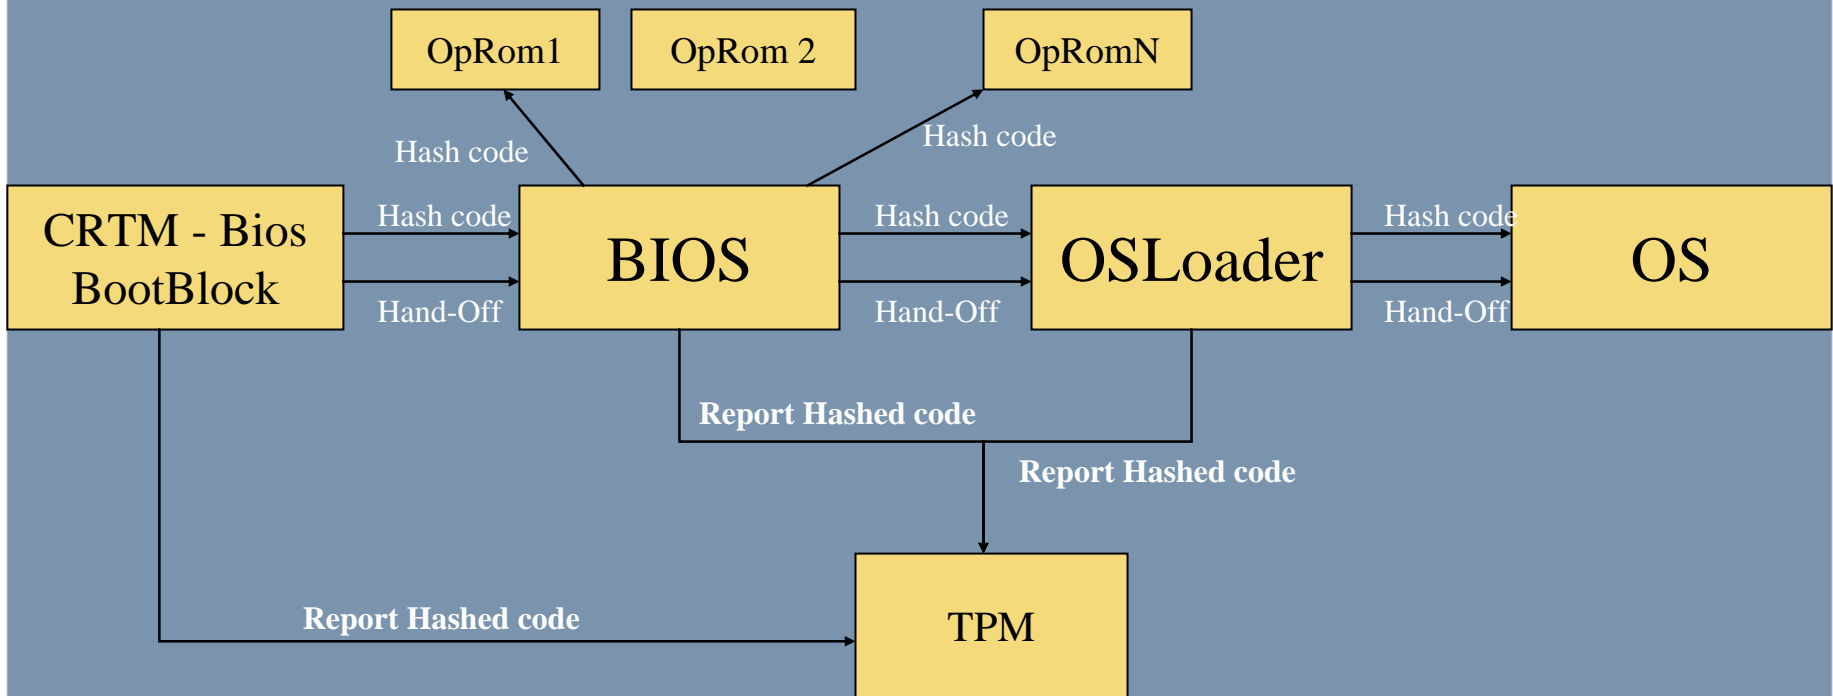 OpRom1
OpRom 2
OpRomN
Hash code
Hash code
CRTM - Bios
BootBlock
Hash code
Hand-Off
BIOS
Hash code
Hand-Off
OSLoader
Hash code
Hand-Off
OS
Report Hashed code
Report Hashed code
Report Hashed code
TPM